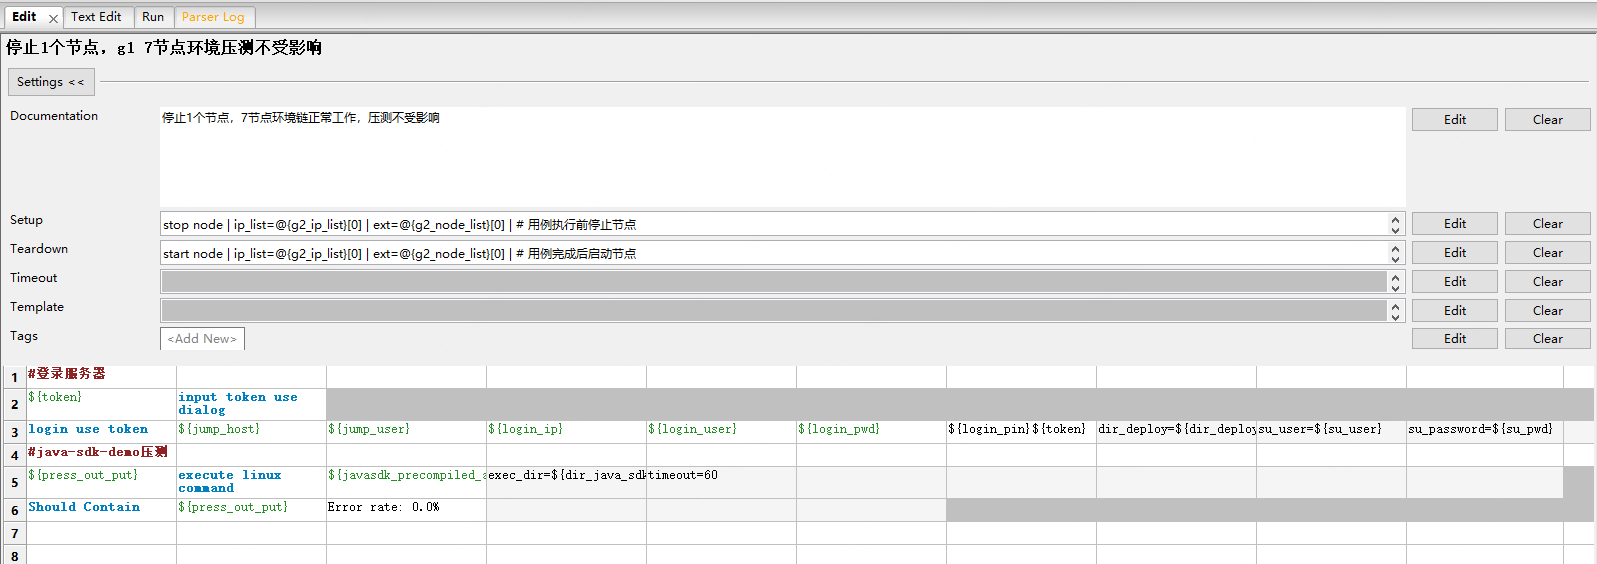 Edit Text Edit Run Parser Log
停止1个节点，g1 7节点环境压测不受影响
Settings <<
Documentation 停止1个节点，7节点环境链正常工作，压测不受影响 Edit Clear
Setup stop node | ip_list=@{g2_ip_list}[0] | ext=@{g2_node_list}[0] | # 用例执行前停止节点 Edit Clear
Teardown start node | ip_list=@{g2_ip_list}[0] | ext=@{g2_node_list}[0] | # 用例完成后启动节点 Edit Clear
Timeout Edit Clear
Template Edit Clear
Tags <Add New> Edit Clear
1 #登录服务器
2 ${token} input token use dialog
3 login use token ${jump_host} ${jump_user} ${login_ip} ${login_user} ${login_pwd} ${login_pin}${token} dir_deploy=${dir_deploy su_user=${su_user} su_password=${su_pwd}
4 #java-sdk-demo压测
5 ${press_out_put} execute linux command ${javasdk_precompiled_a exec_dir=${dir_java_sdk timeout=60
6 Should Contain ${press_out_put} Error rate: 0.0%
7
8